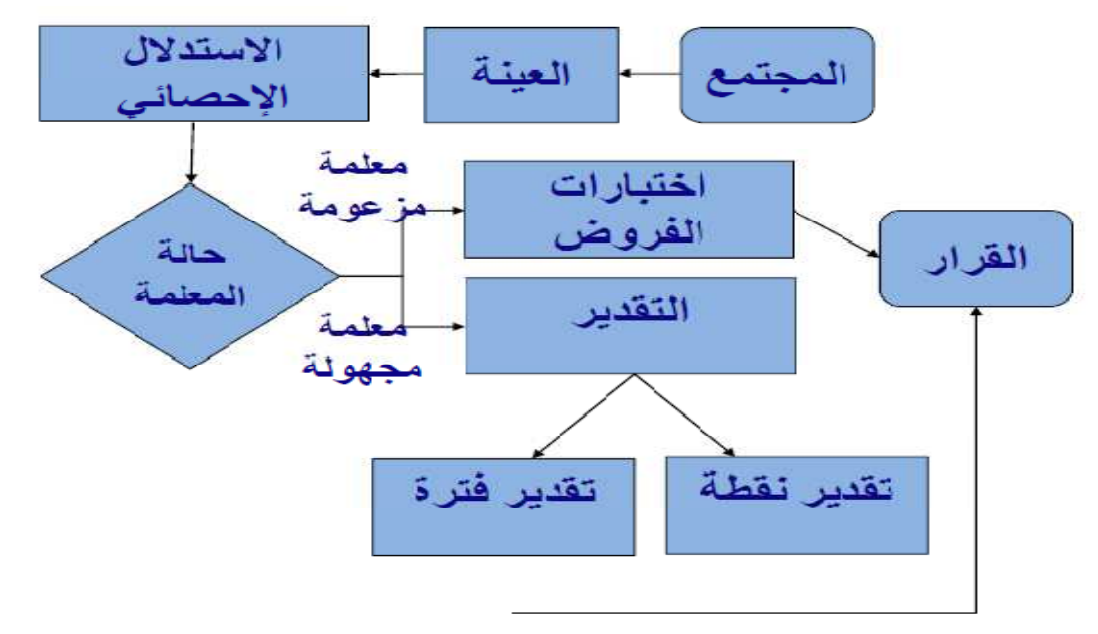 المجتمع
العينة
الاستدلال
الإحصائي
حالة
المعلمة
معلمة
مزعومة
اختبارات
الفروض
القرار
معلمة
مجهولة
التقدير
تقدير نقطة
تقدير فترة